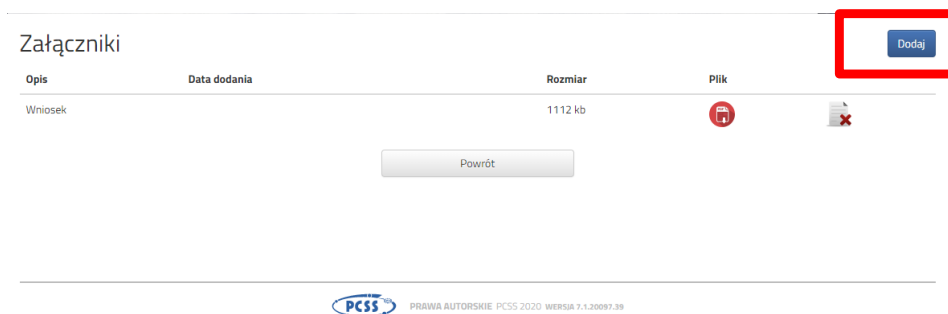 Załączniki
Dodaj
Opis Data dodania Rozmiar Plik
Wniosek 1112 kb
Powrót
PCSS PRAWA AUTORSKIE PCSS 2020 WERSJA 7.1.20097.39